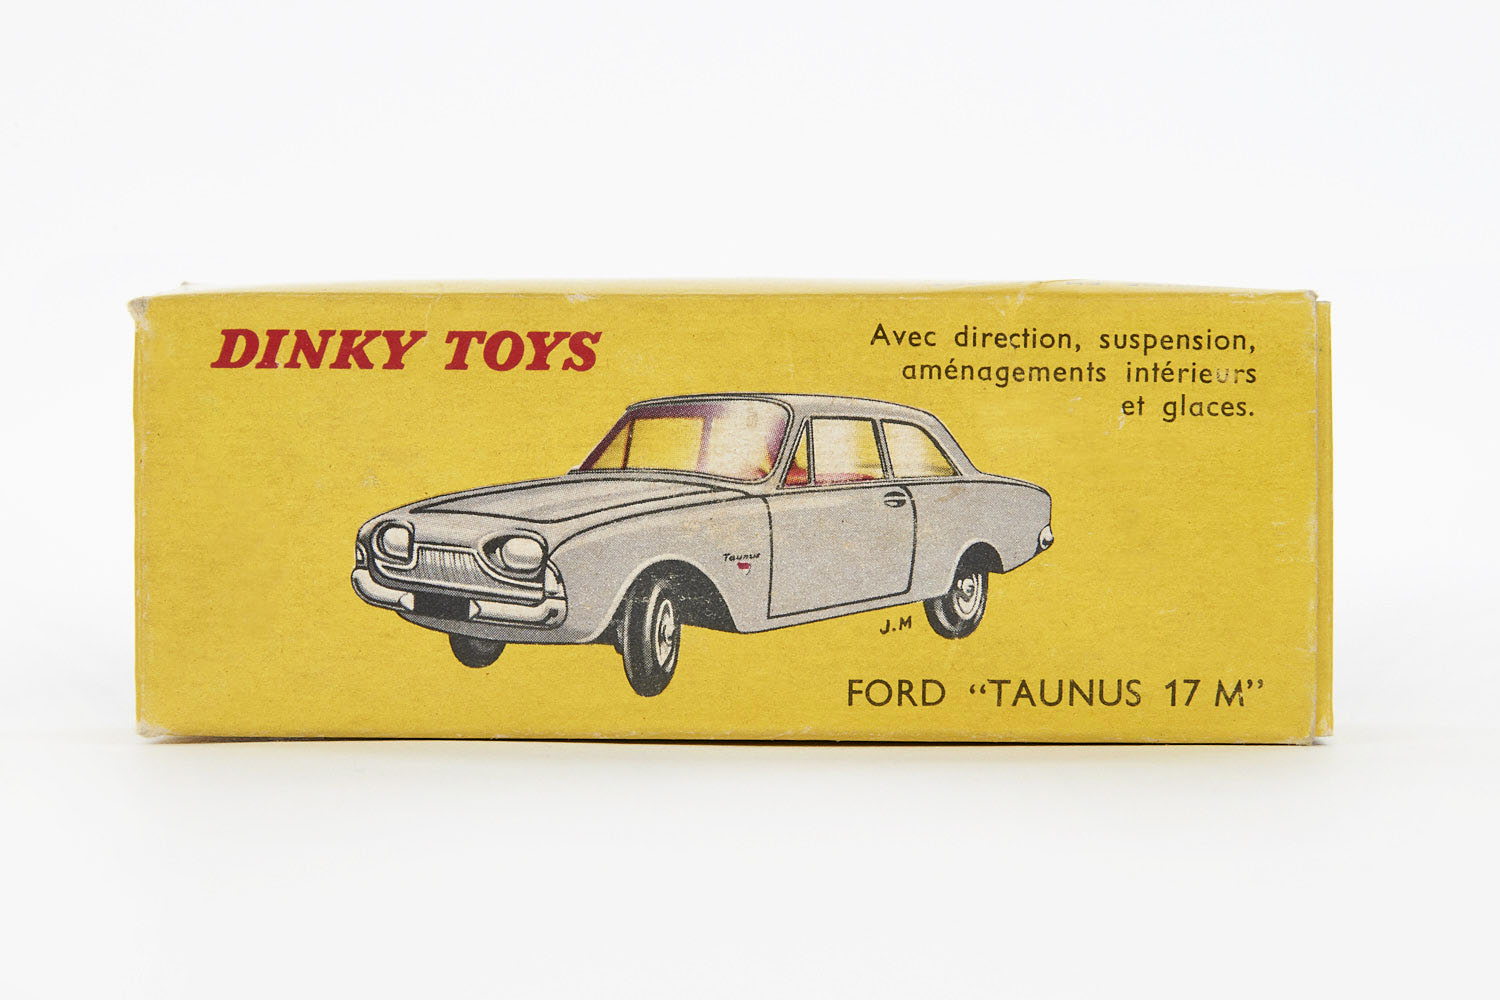 DINKY TOYS
Avec direction, suspension,
aménagements intérieurs
et glaces.
Taunus
J.M
FORD “TAUNUS 17 M”